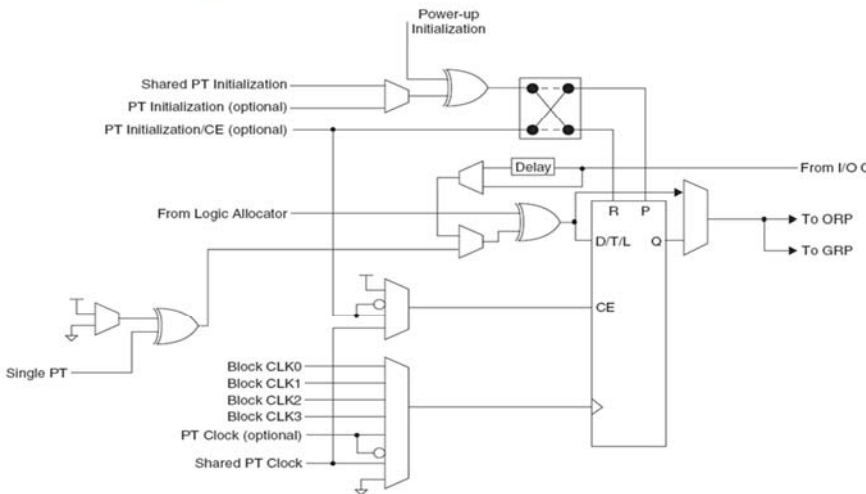 Power-up
Initialization
Shared PT Initialization
PT Initialization (optional)
PT Initialization/CE (optional)
Delay
From I/O
From Logic Allocator
R P
To ORP
D/T/L Q
To GRP
CE
Single PT
Block CLK0
Block CLK1
Block CLK2
Block CLK3
PT Clock (optional)
Shared PT Clock